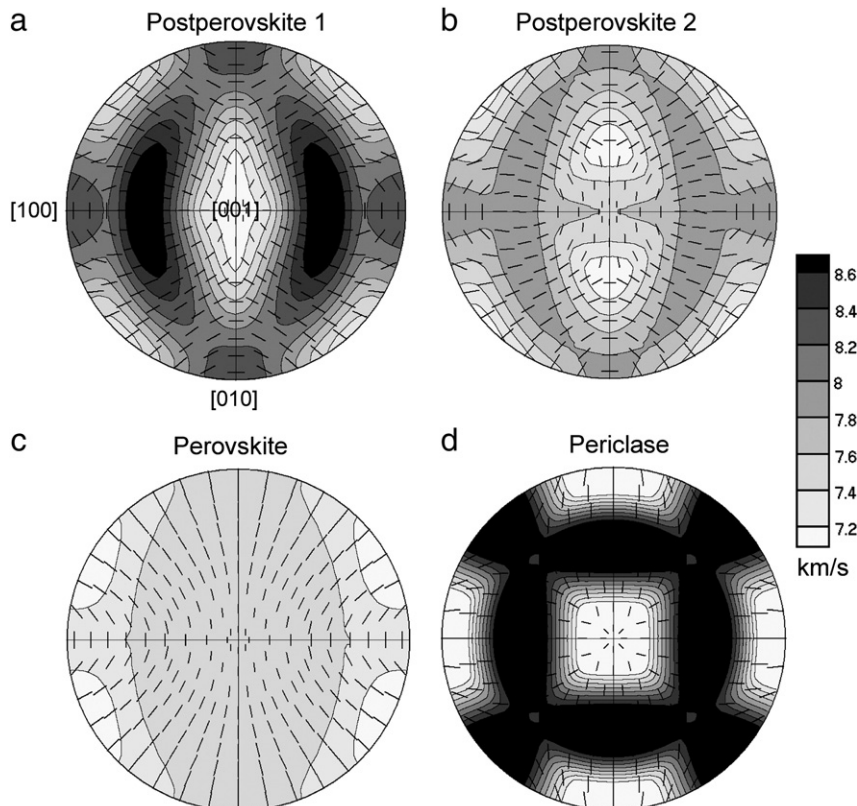 a
Postperovskite 1
b
Postperovskite 2
[100]
[001]
[010]
8.6
8.4
8.2
8
7.8
7.6
7.4
7.2
km/s
c
Perovskite
d
Periclase